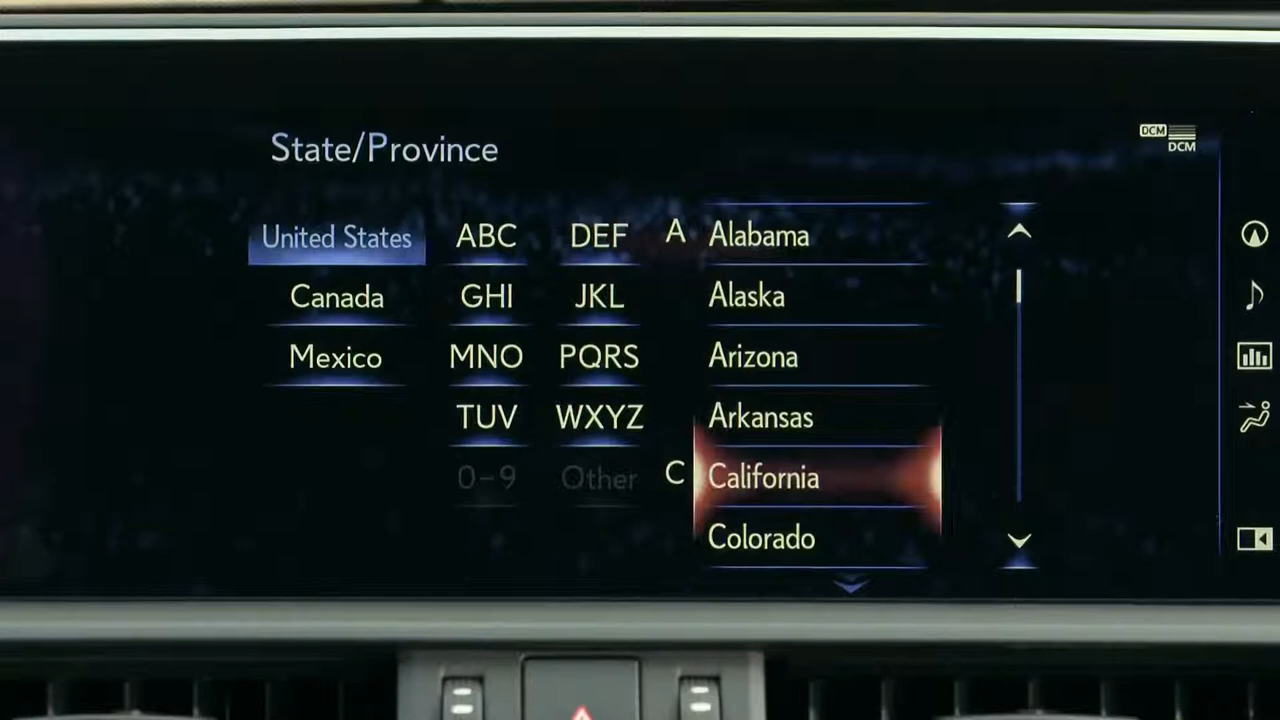 State/Province
DCM
DCM
United States
ABC
DEF
A
Alabama
Canada
GHI
JKL
Alaska
Mexico
MNO
PQRS
Arizona
TUV
WXYZ
Arkansas
0-9
Other
C
California
Colorado